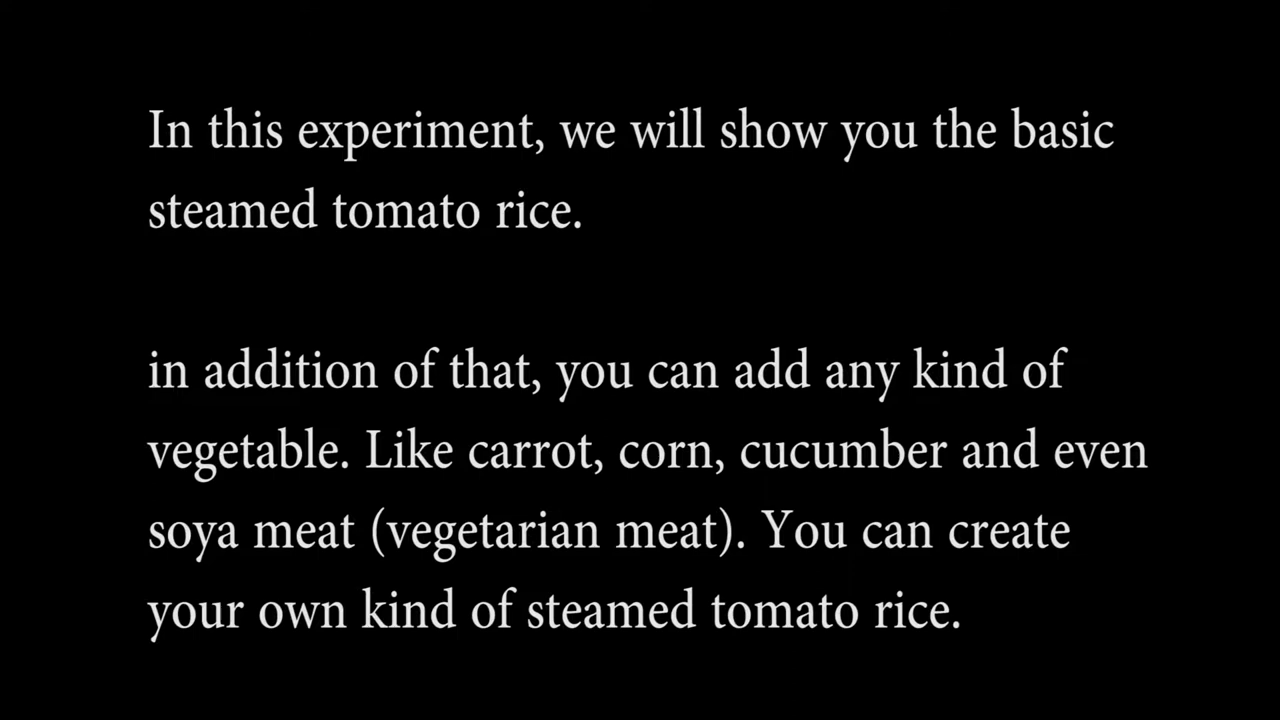 In this experiment, we will show you the basic
steamed tomato rice.
in addition of that, you can add any kind of
vegetable. Like carrot, corn, cucumber and even
soya meat (vegetarian meat). You can create
your own kind of steamed tomato rice.